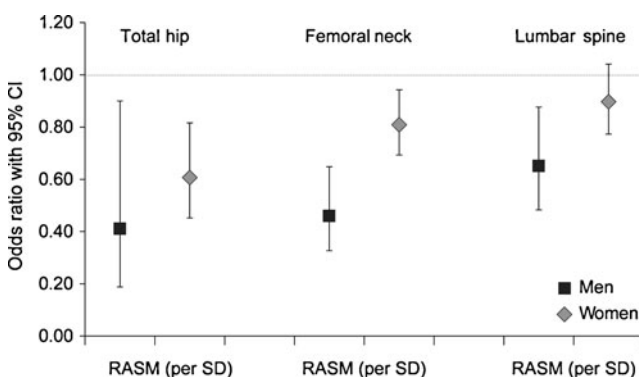 Odds ratio with 95% CI
1.20
1.00
0.80
0.60
0.40
0.20
0.00
Total hip Femoral neck Lumbar spine
Men
Women
RASM (per SD) RASM (per SD) RASM (per SD)